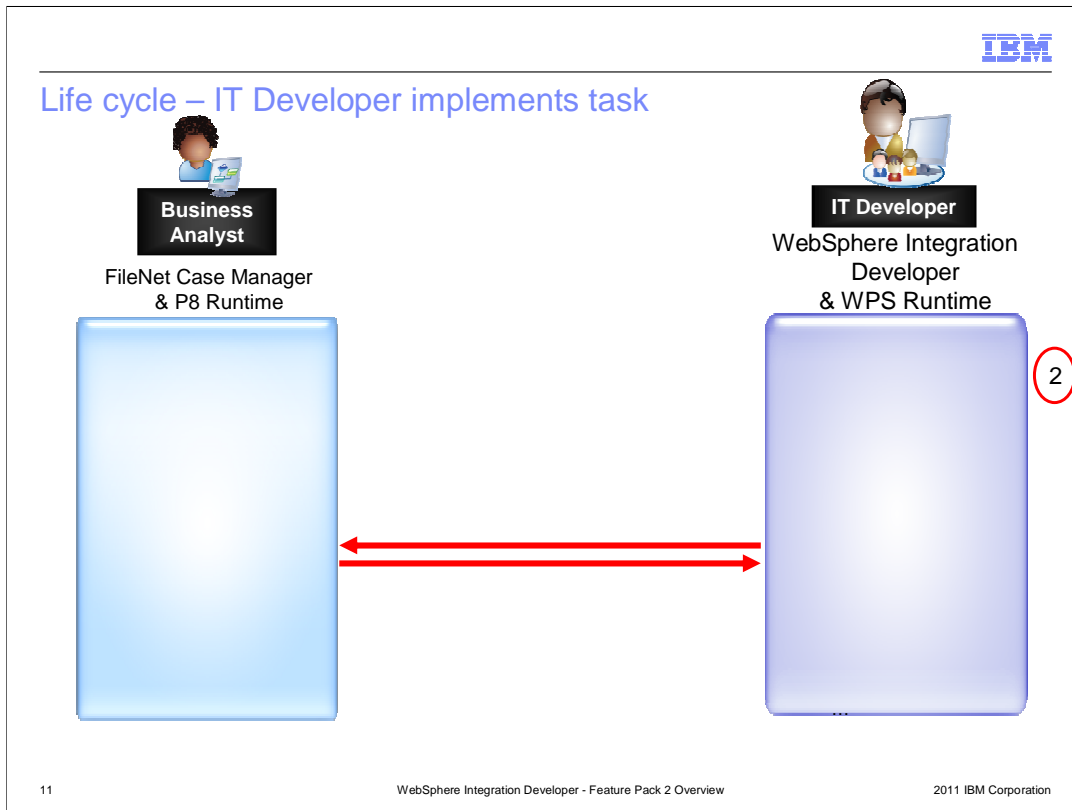 IBM
Life cycle – IT Developer implements task
Business
Analyst
FileNet Case Manager
& P8 Runtime
IT Developer
WebSphere Integration
Developer
& WPS Runtime
2
...
11
WebSphere Integration Developer - Feature Pack 2 Overview
2011 IBM Corporation